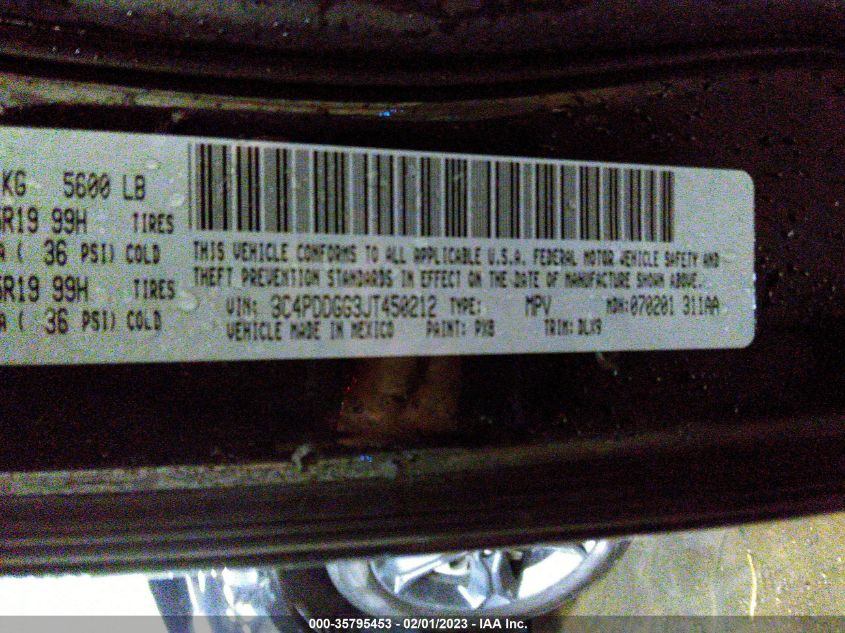 KG 5600 LB
R19 99H TIRES
( 36 PSI) COLD
R19 99H TIRES
( 36 PSI) COLD
THIS VEHICLE CONFORMS TO ALL APPLICABLE U.S.A. FEDERAL MOTOR VEHICLE SAFETY AND
THEFT PREVENTION STANDARDS IN EFFECT ON THE DATE OF MANUFACTURE SHOWN ABOVE.
VIN: 3C4PDDGG3JT450212 TYPE: MPV MDH:070201 311AA
VEHICLE MADE IN MEXICO PAINT: PX8 TRIM:DLX9
000-35795453 - 02/01/2023 - IAA Inc.